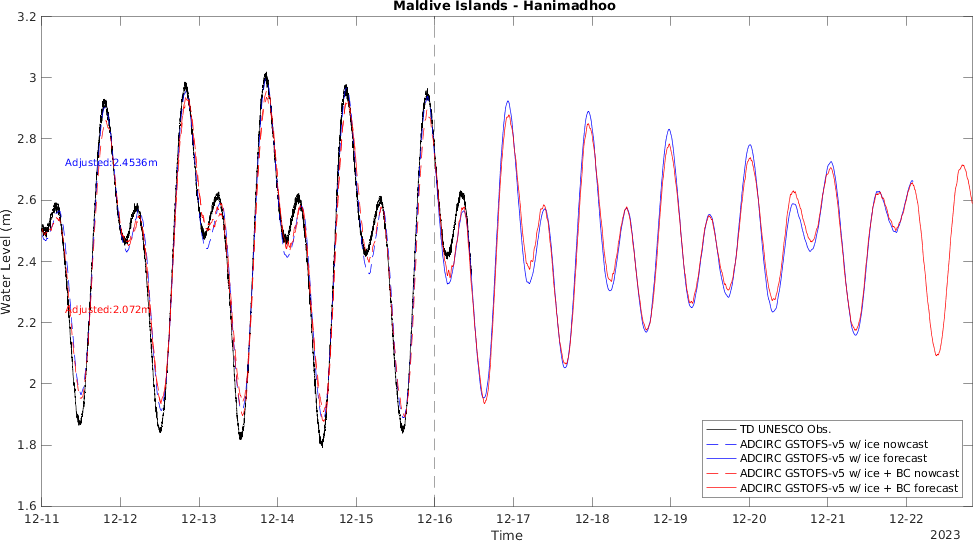 Maldive Islands - Hanimadhoo
3.2
3
2.8
2.6
2.4
2.2
2
1.8
1.6
Water Level (m)
Adjusted:2.4536m
Adjusted:2.072m
TD UNESCO Obs.
ADCIRC GSTOFS-v5 w/ ice nowcast
ADCIRC GSTOFS-v5 w/ ice forecast
ADCIRC GSTOFS-v5 w/ ice + BC nowcast
ADCIRC GSTOFS-v5 w/ ice + BC forecast
12-11 12-12 12-13 12-14 12-15 12-16 12-17 12-18 12-19 12-20 12-21 12-22
Time
2023